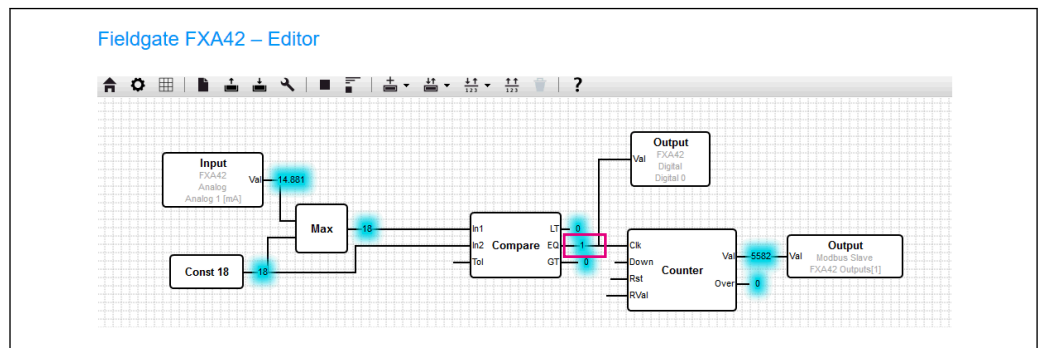 Fieldgate FXA42 – Editor
123
123
?
Input
FXA42
Analog
Analog 1 [mA]
Val
14.881
Max
18
Const 18
18
In1
In2
Tol
Compare
LT
EQ
GT
0
1
0
Output
FXA42
Digital
Digital 0
Val
Clk
Down
Rst
RVal
Counter
Val
Over
5582
0
Val
Output
Modbus Slave
FXA42 Outputs[1]